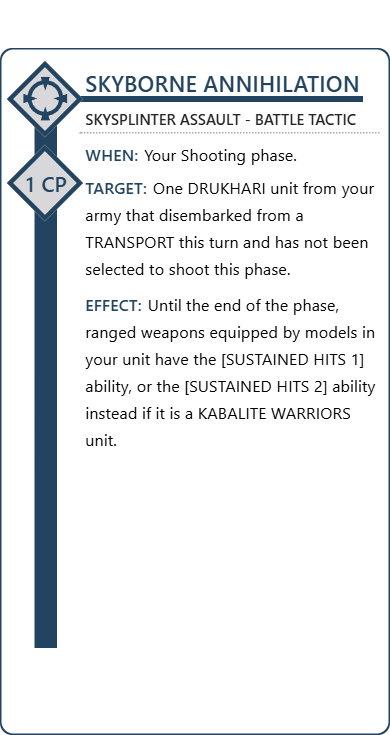 SKYBORNE ANNIHILATION
SKYSPLINTER ASSAULT - BATTLE TACTIC
1 CP
WHEN: Your Shooting phase.
TARGET: One DRUKHARI unit from your
army that disembarked from a
TRANSPORT this turn and has not been
selected to shoot this phase.
EFFECT: Until the end of the phase,
ranged weapons equipped by models in
your unit have the [SUSTAINED HITS 1]
ability, or the [SUSTAINED HITS 2] ability
instead if it is a KABALITE WARRIORS
unit.